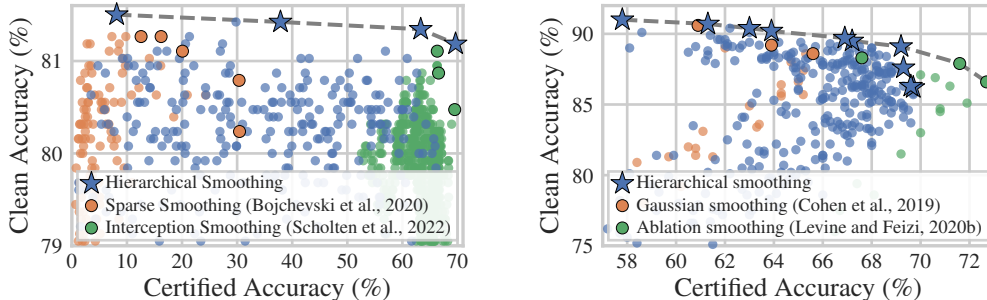 Clean Accuracy (%)
81
80
79
Hierarchical Smoothing
Sparse Smoothing (Bojchevski et al., 2020)
Interception Smoothing (Scholten et al., 2022)
0 10 20 30 40 50 60 70
Certified Accuracy (%)
Clean Accuracy (%)
90
85
80
75
Hierarchical smoothing
Gaussian smoothing (Cohen et al., 2019)
Ablation smoothing (Levine and Feizi, 2020b)
58 60 62 64 66 68 70 72
Certified Accuracy (%)